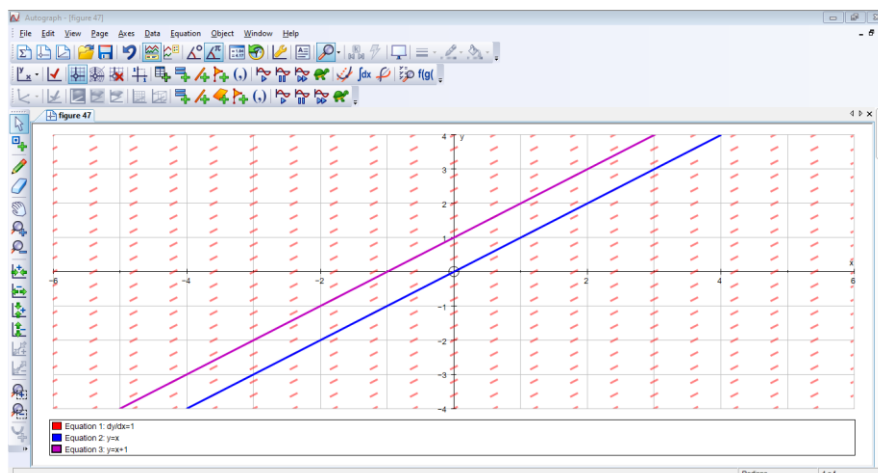 Autograph - [figure 47]
File Edit View Page Axes Data Equation Object Window Help
figure 47
4 y
3
2
1
-6 -4 -2 2 4 6 x
-1
-2
-3
-4
Equation 1: dy/dx=1
Equation 2: y=x
Equation 3: y=x+1